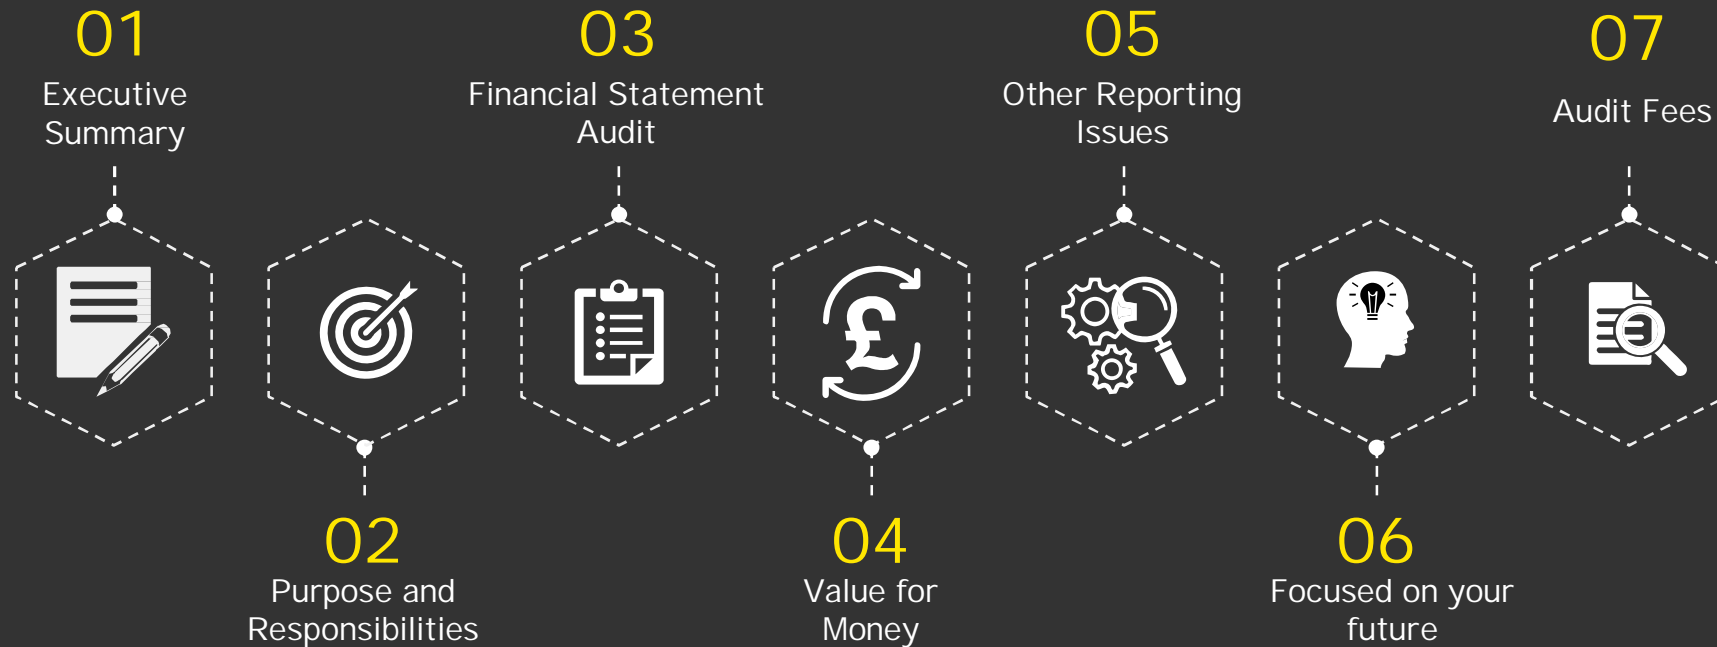 01
Executive
Summary
02
Purpose and
Responsibilities
03
Financial Statement
Audit
04
Value for
Money
05
Other Reporting
Issues
06
Focused on your
future
07
Audit Fees
£